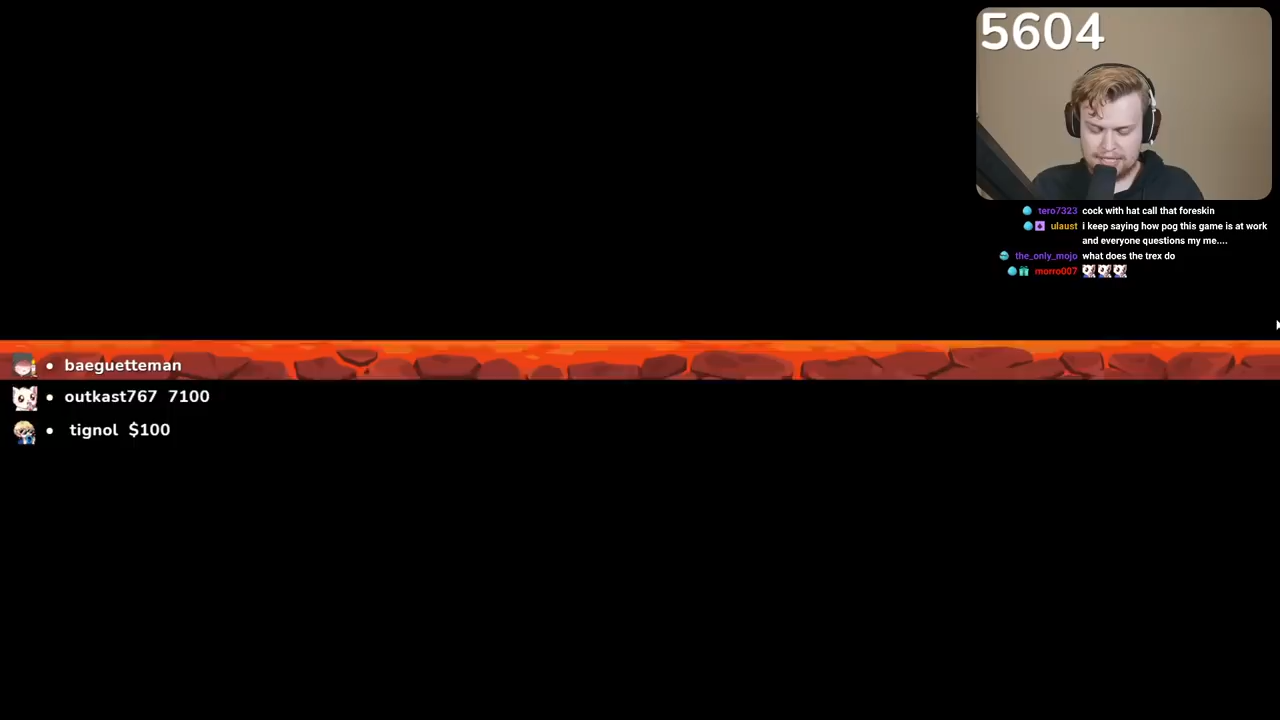 5604
tero7323 cock with hat call that foreskin
ulaust i keep saying how pog this game is at work
and everyone questions my me....
the_only_mojo what does the trex do
morro007
• baeguetteman
• outkast767 7100
• tignol $100